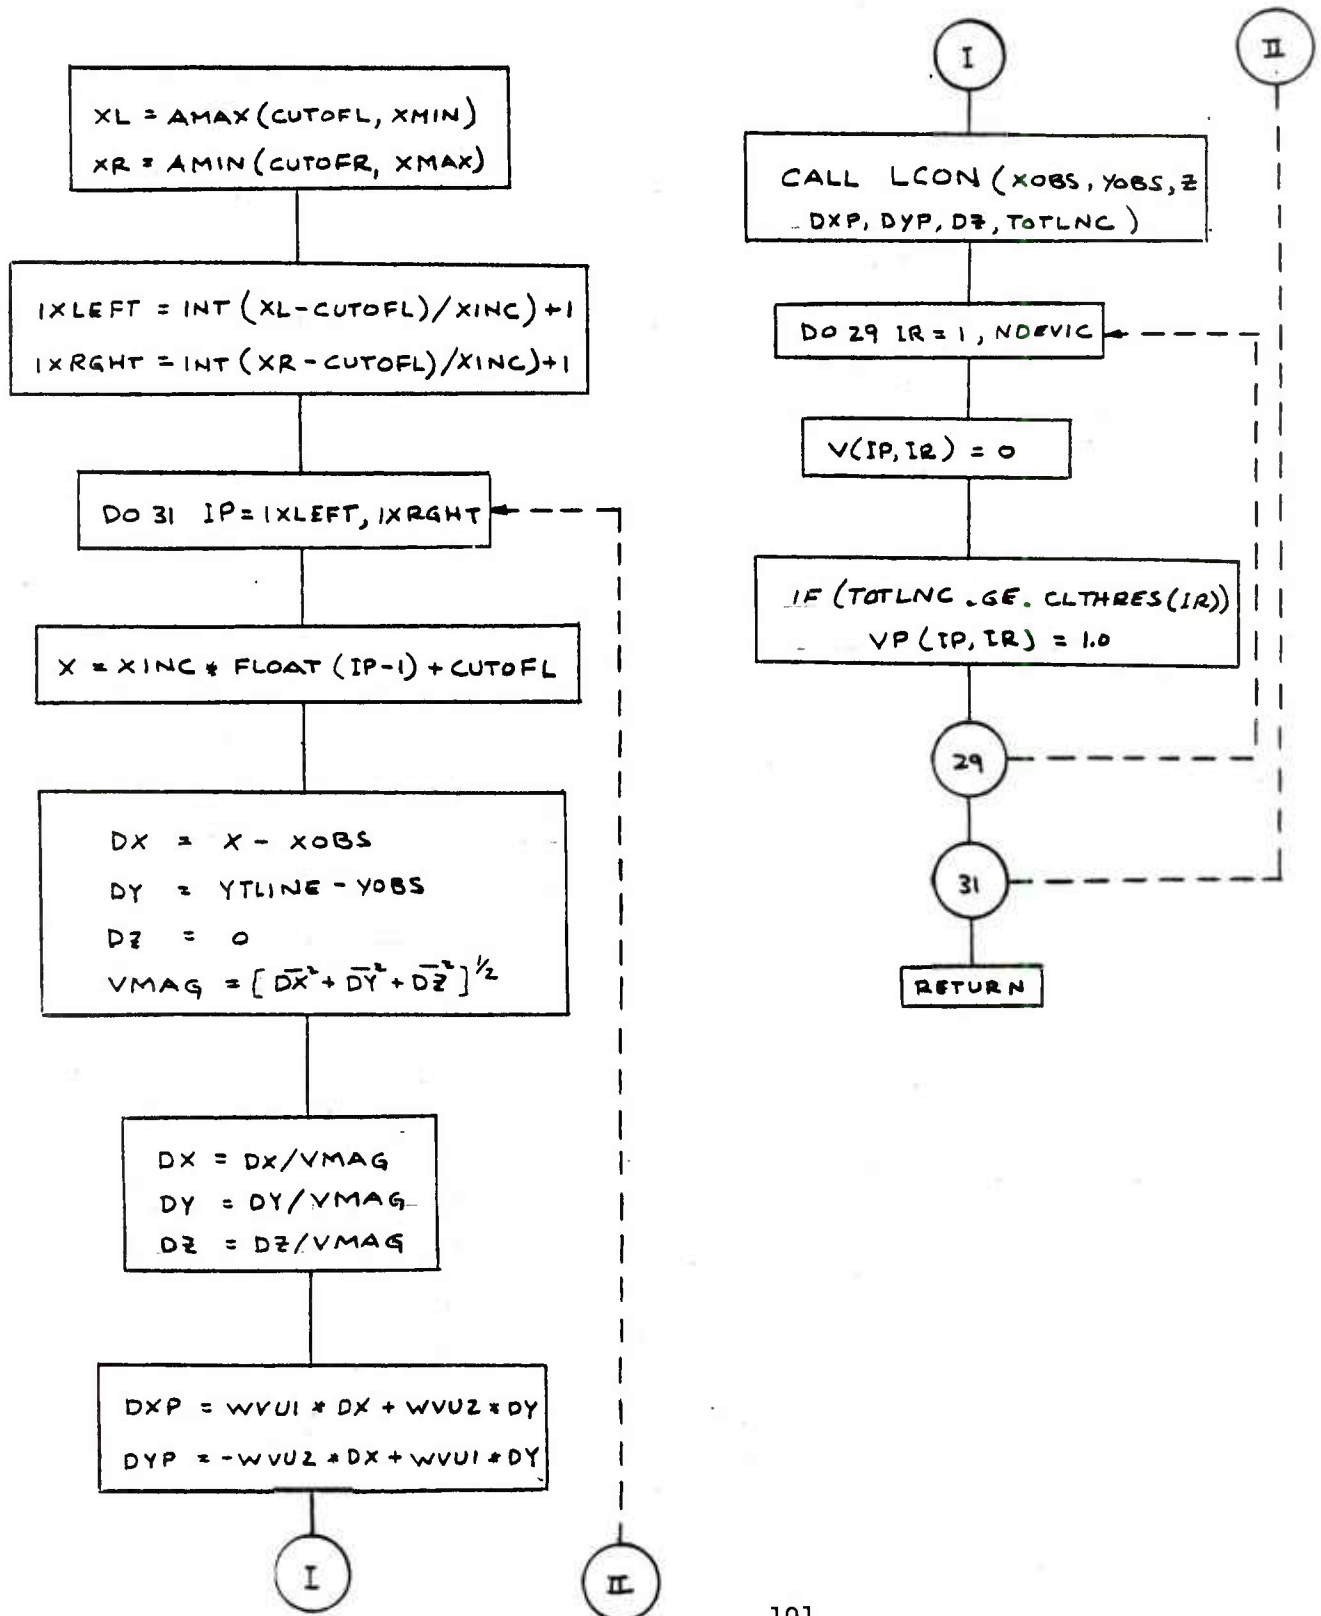 XL = AMAX(CUTOFL, XMIN)
XR = AMIN(CUTOFR, XMAX)
IXLEFT = INT (XL-CUTOFL)/XINC)+1
IXRGHT = INT (XR-CUTOFL)/XINC)+1
DO 31 IP=IXLEFT, IXRGHT
X = XINC * FLOAT (IP-1) + CUTOFL
DX = X - XOBS
DY = YTLINE - YOBS
DZ = 0
VMAG = [DX² + DY² + DZ²]^1/2
DX = DX/VMAG
DY = DY/VMAG
DZ = DZ/VMAG
DXP = WVU1 * DX + WVU2 * DY
DYP = -WVU2 * DX + WVU1 * DY
I
II
I
II
CALL LCON (XOBS, YOBS, Z
DXP, DYP, DZ, TOTLNC)
DO 29 IR = 1, NDEVIC
V(IP, IR) = 0
IF (TOTLNC .GE. CLTHRES(IR))
VP (IP, IR) = 1.0
29
31
RETURN